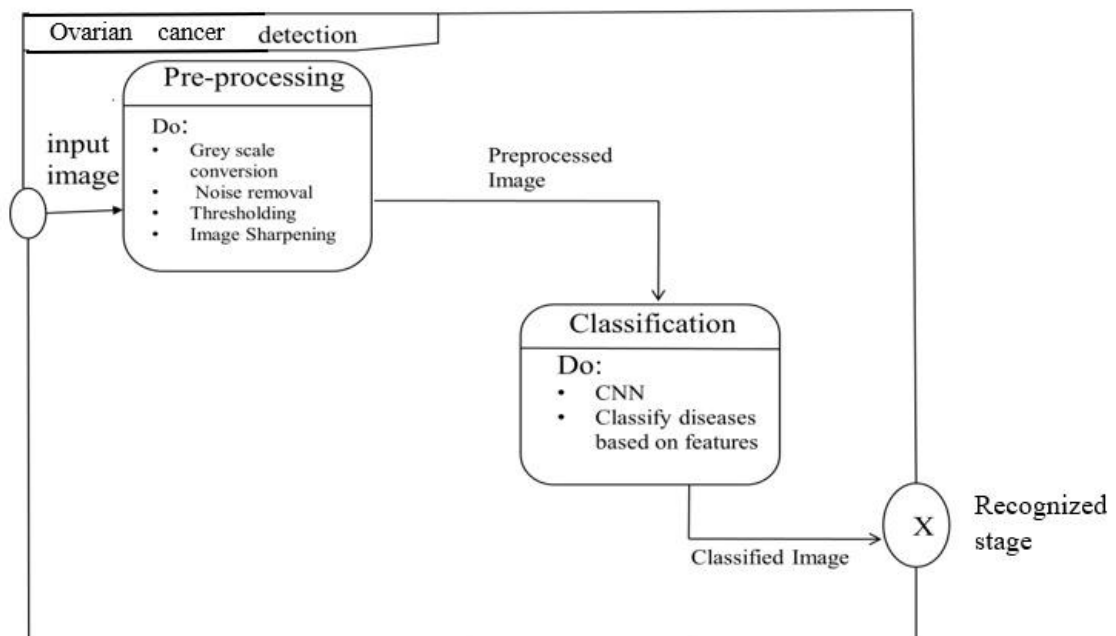 Ovarian cancer detection
Pre-processing
Do:
• Grey scale
conversion
• Noise removal
• Thresholding
• Image Sharpening
input
image
Preprocessed
Image
Classification
Do:
• CNN
• Classify diseases
based on features
Classified Image
X
Recognized
stage